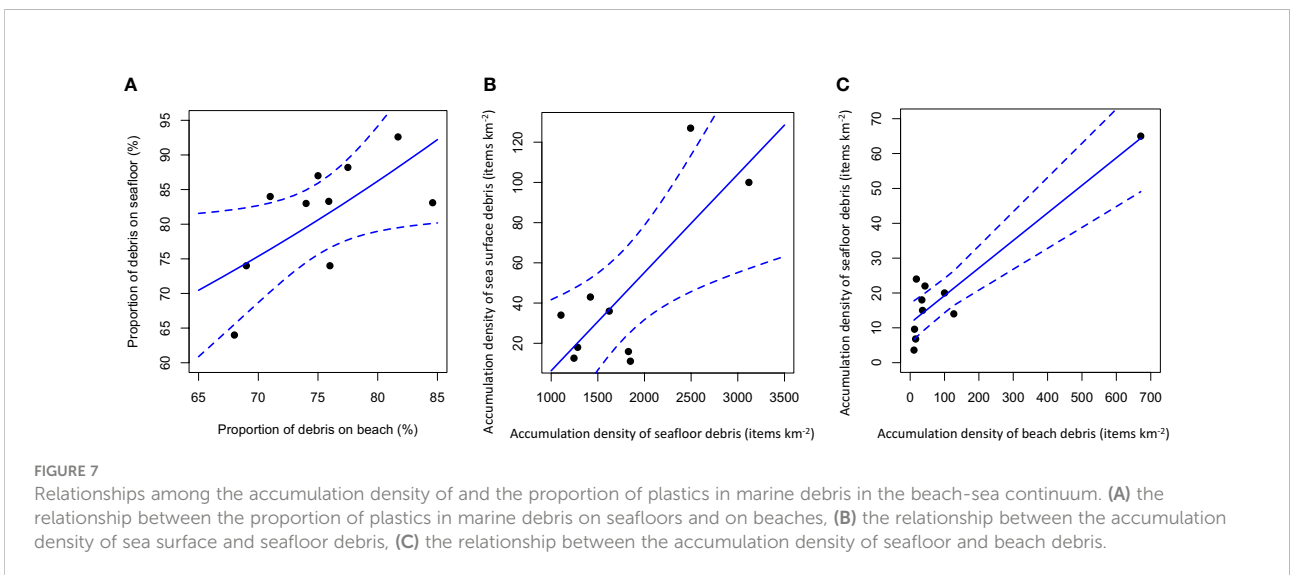 A
Proportion of debris on seafloor (%)
95
90
85
80
75
70
65
60
65 70 75 80 85
Proportion of debris on beach (%)
B
Accumulation density of sea surface debris (items km⁻²)
120
100
80
60
40
20
1000 1500 2000 2500 3000 3500
Accumulation density of seafloor debris (items km⁻²)
C
Accumulation density of seafloor debris (items km⁻²)
70
60
50
40
30
20
10
0
0 100 200 300 400 500 600 700
Accumulation density of beach debris (items km⁻²)
FIGURE 7
Relationships among the accumulation density of and the proportion of plastics in marine debris in the beach-sea continuum. (A) the
relationship between the proportion of plastics in marine debris on seafloors and on beaches, (B) the relationship between the accumulation
density of sea surface and seafloor debris, (C) the relationship between the accumulation density of seafloor and beach debris.